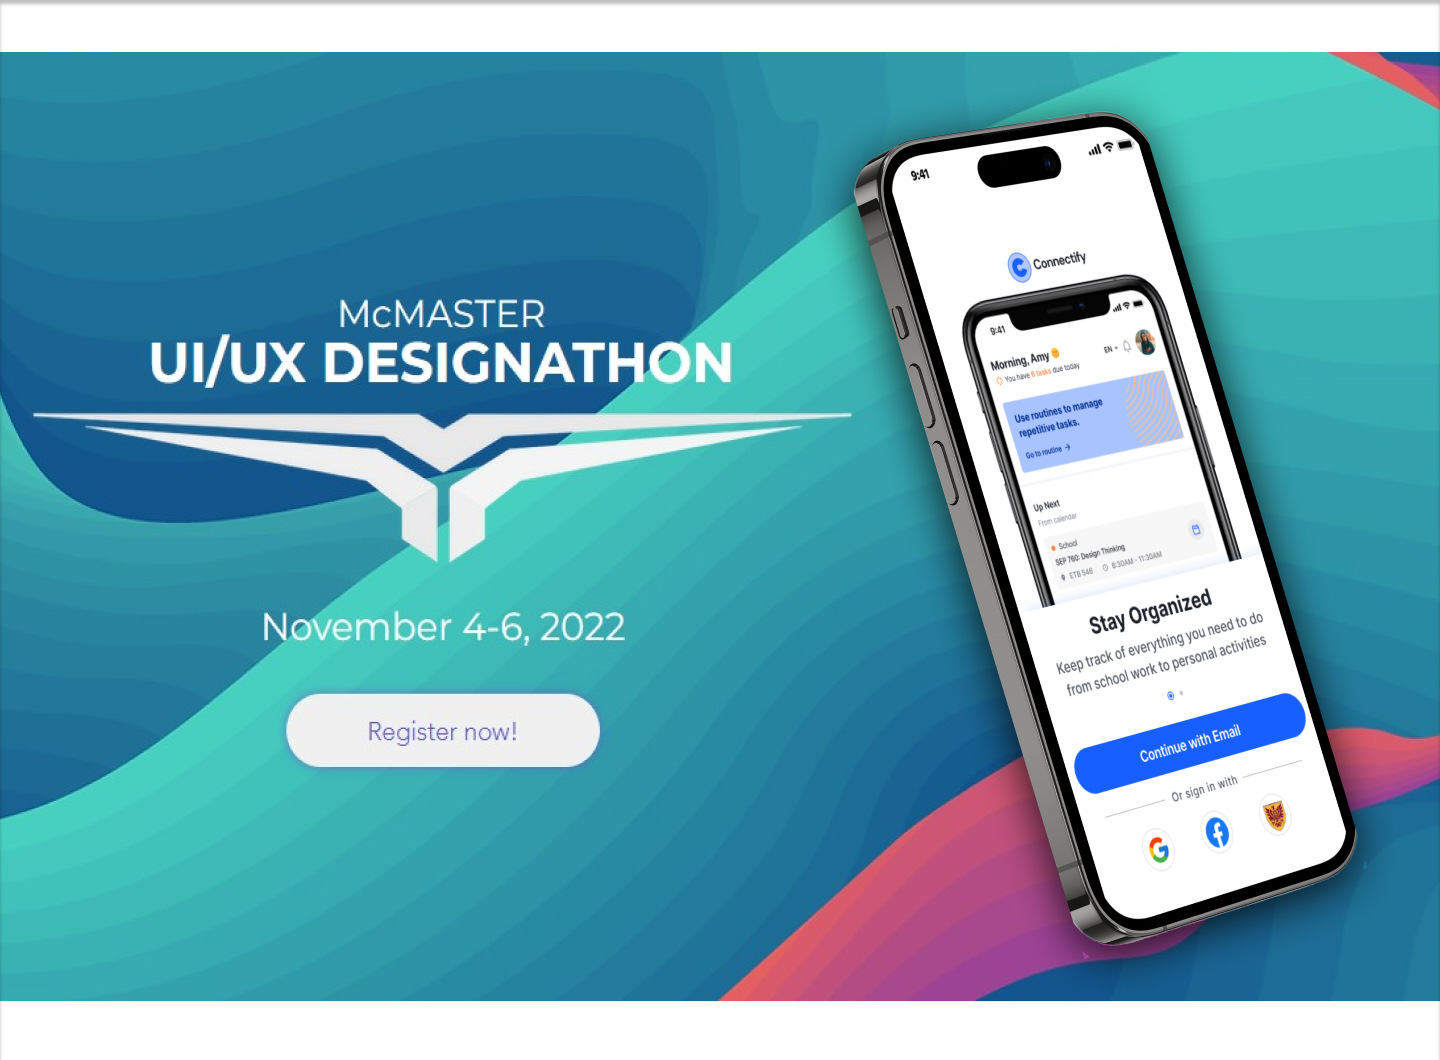 McMASTER
UI/UX DESIGNATHON
November 4-6, 2022
Register now!
9:41
Connectify
9:41
Morning, Amy
EN
You have 6 tasks due today
Use routines to manage
repetitive tasks.
Go to routine →
Up Next
From calendar
School
SEP 760: Design Thinking
ETB 546 8:30AM - 11:30AM
Stay Organized
Keep track of everything you need to do
from school work to personal activities
Continue with Email
Or sign in with